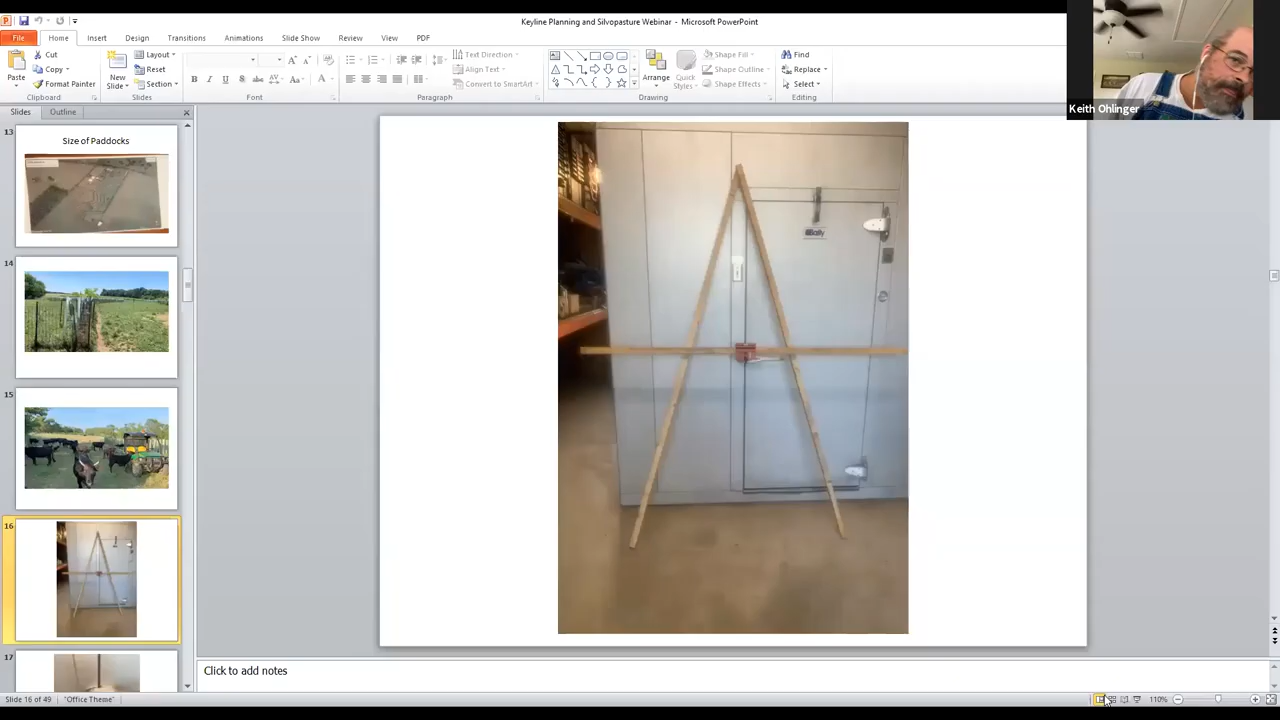 Keyline Planning and Silvopasture Webinar - Microsoft PowerPoint
File Home Insert Design Transitions Animations Slide Show Review View PDF
Cut
Copy
Format Painter
Paste
Clipboard
New
Slide
Layout
Reset
Section
Slides
Font
Text Direction
Align Text
Convert to SmartArt
Paragraph
Arrange
Quick
Styles
Shape Fill
Shape Outline
Shape Effects
Drawing
Find
Replace
Select
Editing
Keith Ohlinger
Slides Outline
13
Size of Paddocks
14
15
16
17
Bally
Click to add notes
Slide 16 of 49 "Office Theme" 110%